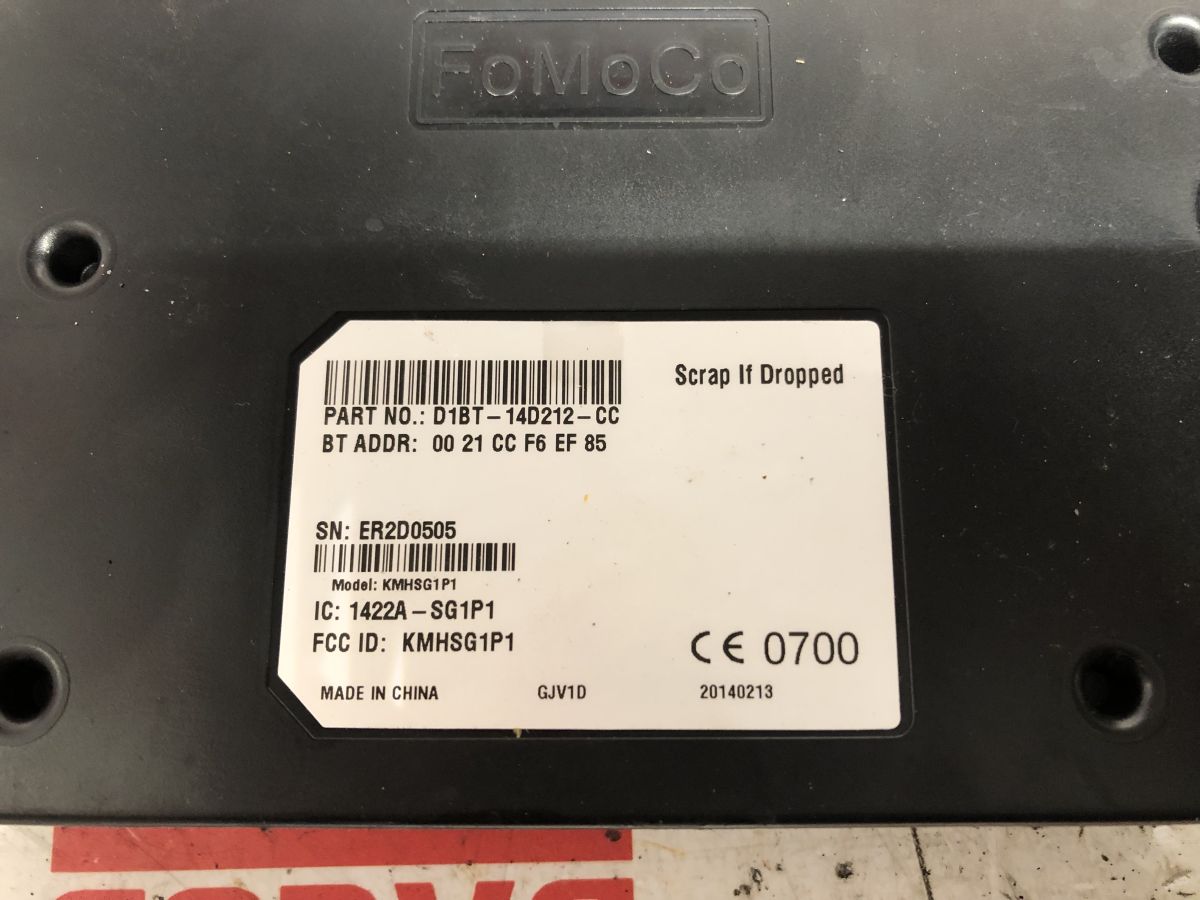 FoMoCo
Scrap If Dropped
PART NO.: D1BT-14D212-CC
BT ADDR: 00 21 CC F6 EF 85
SN: ER2D0505
Model: KMHSG1P1
IC: 1422A-SG1P1
FCC ID: KMHSG1P1
CE 0700
MADE IN CHINA GJV1D 20140213